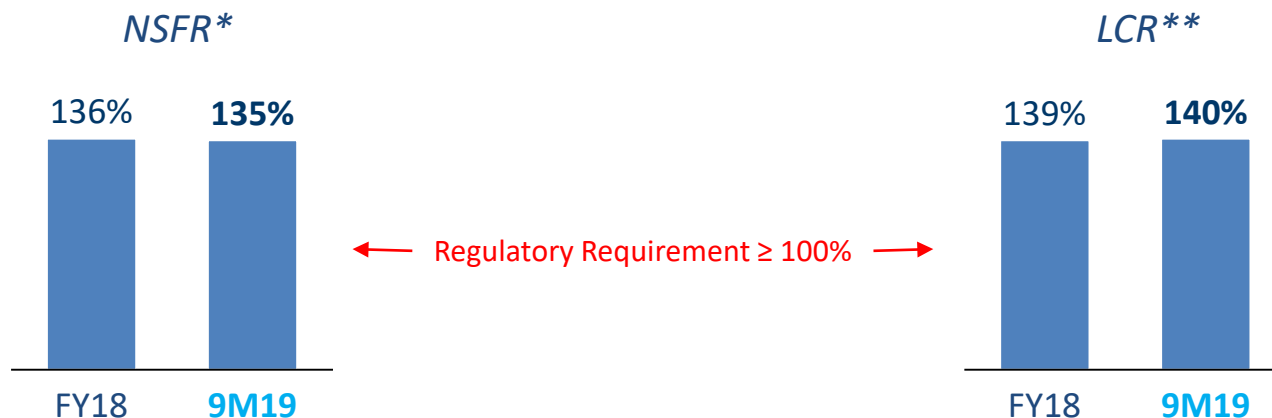 NSFR*
136%
135%
FY18
9M19
Regulatory Requirement ≥ 100%
LCR**
139%
140%
FY18
9M19